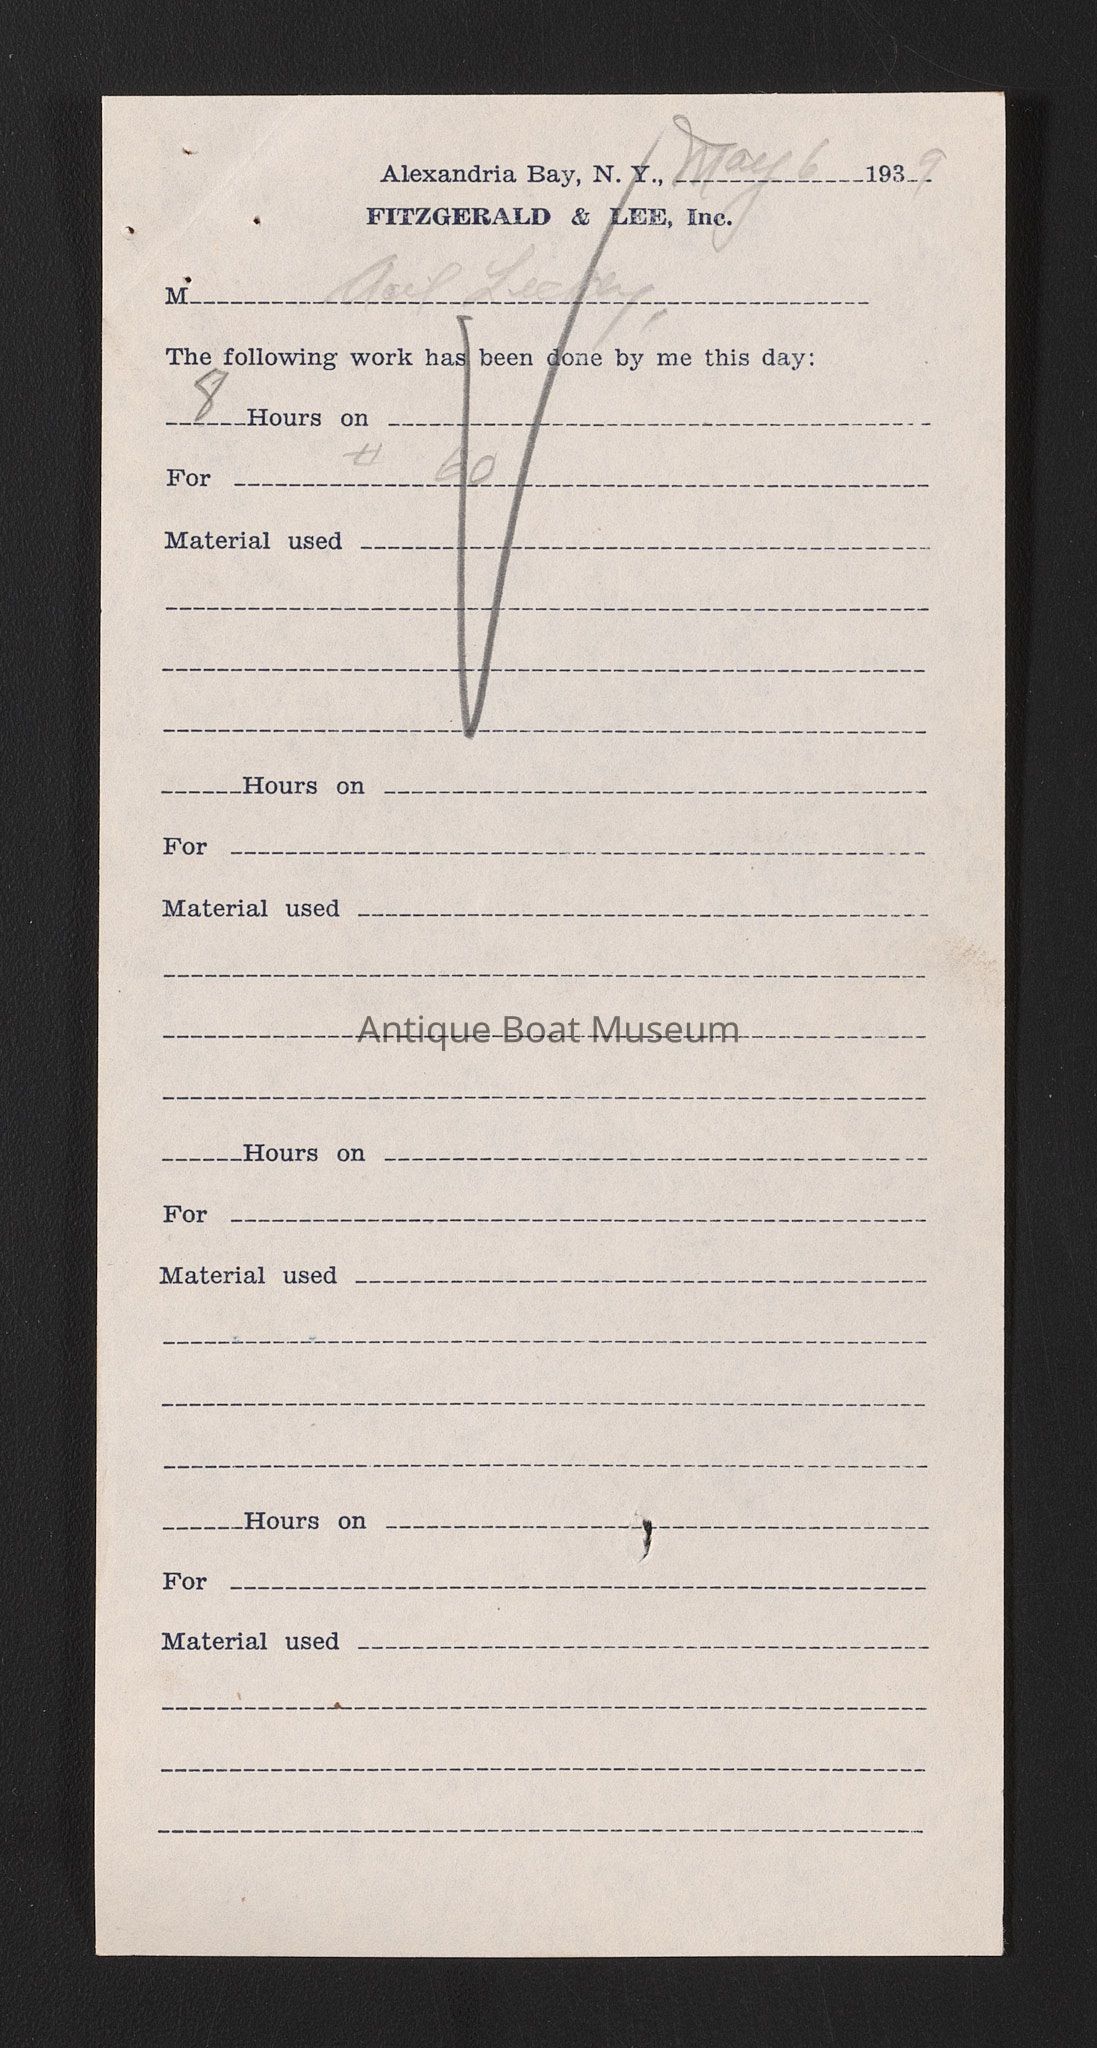 Alexandria Bay, N. Y., May 6 1939
FITZGERALD & LEE, Inc.
M
The following work has been done by me this day:
8 Hours on
For # 60
Material used
Hours on
For
Material used
Antique Boat Museum
Hours on
For
Material used
Hours on
For
Material used